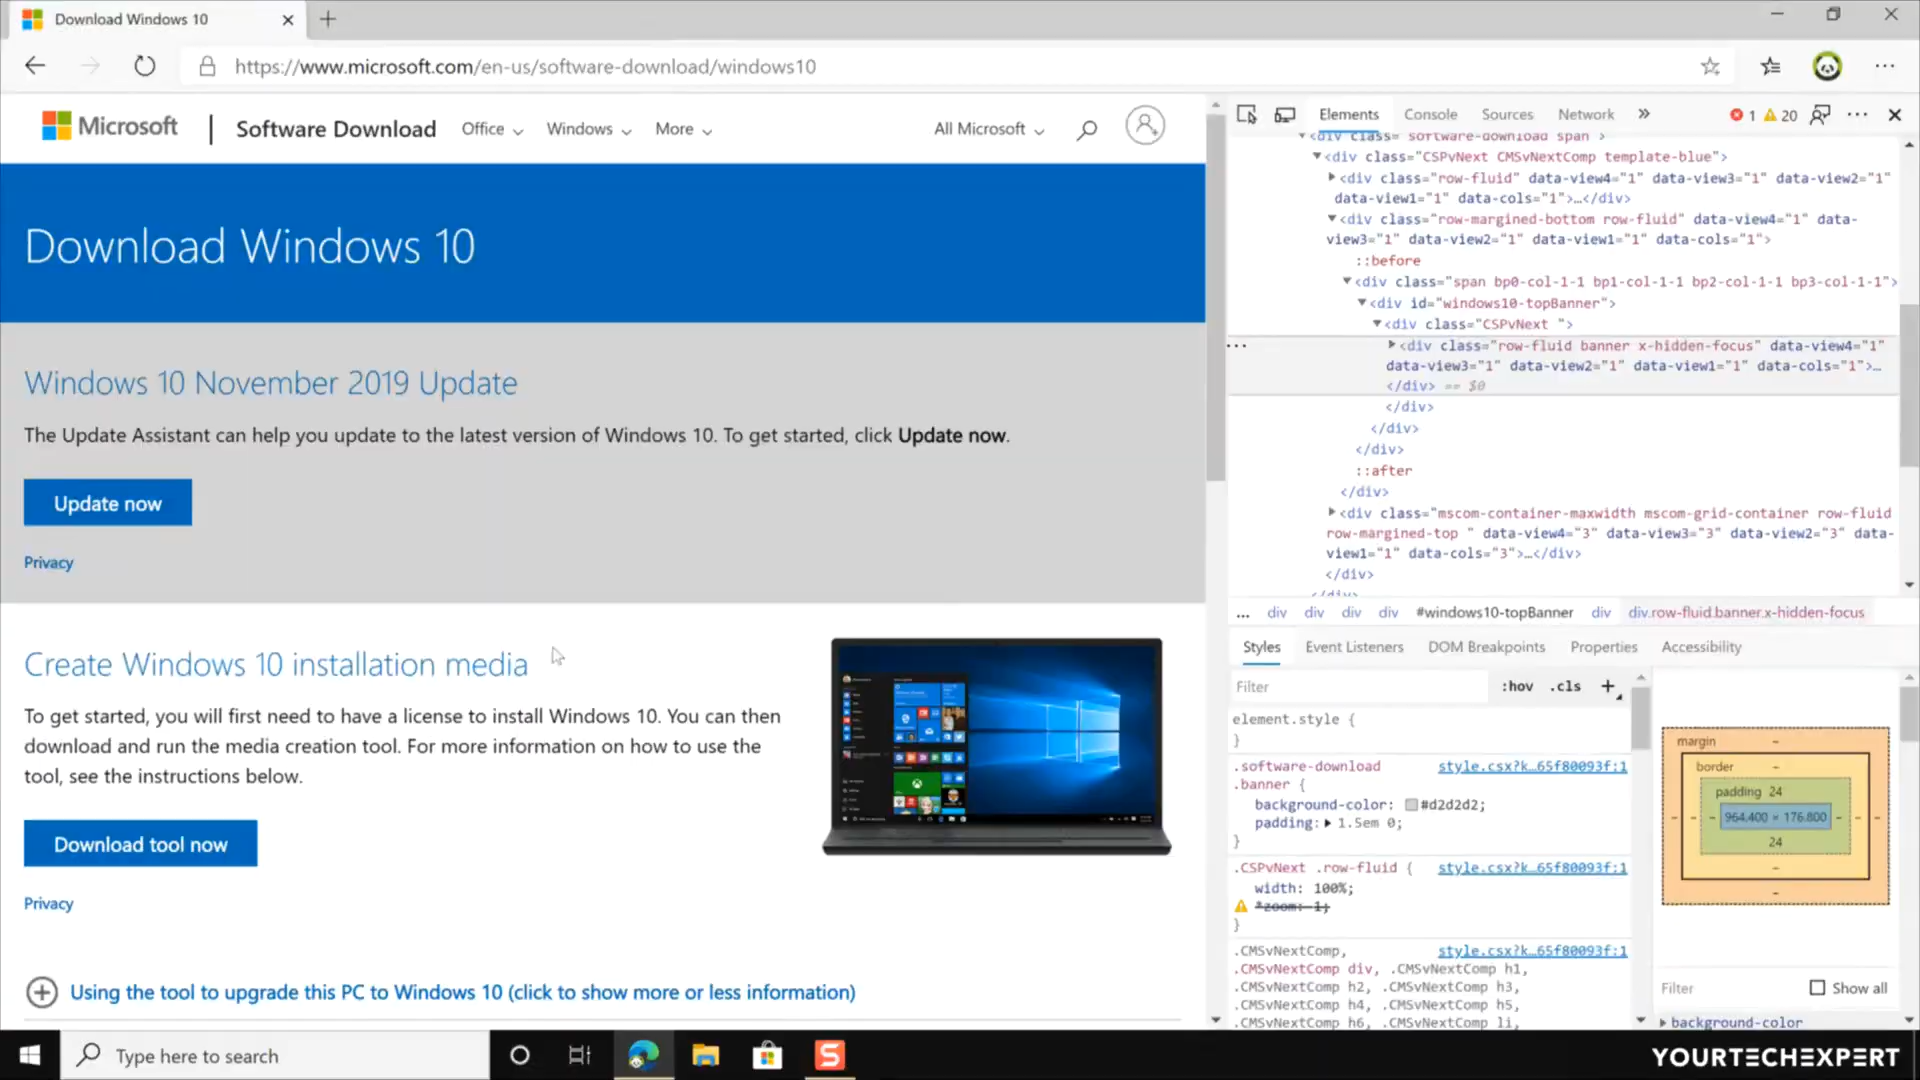 Download Windows 10
https://www.microsoft.com/en-us/software-download/windows10
Microsoft
Software Download
Office
Windows
More
All Microsoft
Download Windows 10
Windows 10 November 2019 Update
The Update Assistant can help you update to the latest version of Windows 10. To get started, click Update now.
Update now
Privacy
Create Windows 10 installation media
To get started, you will first need to have a license to install Windows 10. You can then
download and run the media creation tool. For more information on how to use the
tool, see the instructions below.
Download tool now
Privacy
Using the tool to upgrade this PC to Windows 10 (click to show more or less information)
Elements
Console
Sources
Network
1
20
<div class="software-download span">
<div class="CSPvNext CMSvNextComp template-blue">
<div class="row-fluid" data-view4="1" data-view3="1" data-view2="1"
data-view1="1" data-cols="1">…</div>
<div class="row-margined-bottom row-fluid" data-view4="1" data-
view3="1" data-view2="1" data-view1="1" data-cols="1">
::before
<div class="span bp0-col-1-1 bp1-col-1-1 bp2-col-1-1 bp3-col-1-1">
<div id="windows10-topBanner">
<div class="CSPvNext ">
...
<div class="row-fluid banner x-hidden-focus" data-view4="1"
data-view3="1" data-view2="1" data-view1="1" data-cols="1">…
</div> == $0
</div>
</div>
</div>
::after
</div>
<div class="mscom-container-maxwidth mscom-grid-container row-fluid
row-margined-top " data-view4="3" data-view3="3" data-view2="3" data-
view1="1" data-cols="3">…</div>
</div>
</div>
... div div div div #windows10-topBanner div div.row-fluid.banner.x-hidden-focus
Styles
Event Listeners
DOM Breakpoints
Properties
Accessibility
Filter
:hov
.cls
+
element.style {
}
.software-download
.banner {
style.csx?k…65f80093f:1
background-color: #d2d2d2;
padding: 1.5em 0;
}
.CSPvNext .row-fluid {
style.csx?k…65f80093f:1
width: 100%;
*zoom: 1;
}
.CMSvNextComp,
style.csx?k…65f80093f:1
.CMSvNextComp div, .CMSvNextComp h1,
.CMSvNextComp h2, .CMSvNextComp h3,
.CMSvNextComp h4, .CMSvNextComp h5,
.CMSvNextComp h6, .CMSvNextComp li,
margin -
border -
padding 24
964.400 × 176.800
24
-
-
Filter
Show all
background-color
Type here to search
S
YOURTECHEXPERT